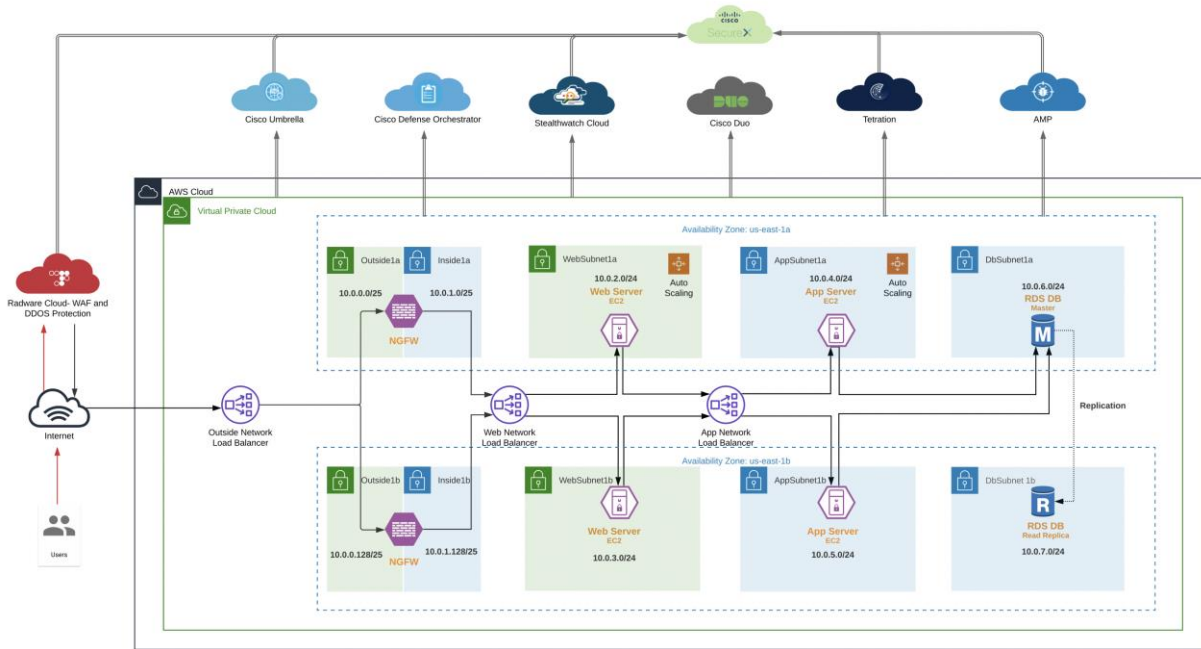 CISCO
SecureX
Cisco Umbrella
Cisco Defense Orchestrator
Stealthwatch Cloud
DUO
Cisco Duo
Tetration
AMP
AWS Cloud
Virtual Private Cloud
Availability Zone: us-east-1a
Outside1a
Inside1a
10.0.0.0/25
10.0.1.0/25
NGFW
WebSubnet1a
10.0.2.0/24
Web Server
EC2
Auto
Scaling
AppSubnet1a
10.0.4.0/24
App Server
EC2
Auto
Scaling
DbSubnet1a
10.0.6.0/24
RDS DB
Master
M
Radware Cloud- WAF and
DDOS Protection
Internet
Users
Outside Network
Load Balancer
Web Network
Load Balancer
App Network
Load Balancer
Replication
Availability Zone: us-east-1b
Outside1b
Inside1b
10.0.0.128/25
10.0.1.128/25
NGFW
WebSubnet1b
Web Server
EC2
10.0.3.0/24
AppSubnet1b
App Server
EC2
10.0.5.0/24
DbSubnet 1b
R
RDS DB
Read Replica
10.0.7.0/24